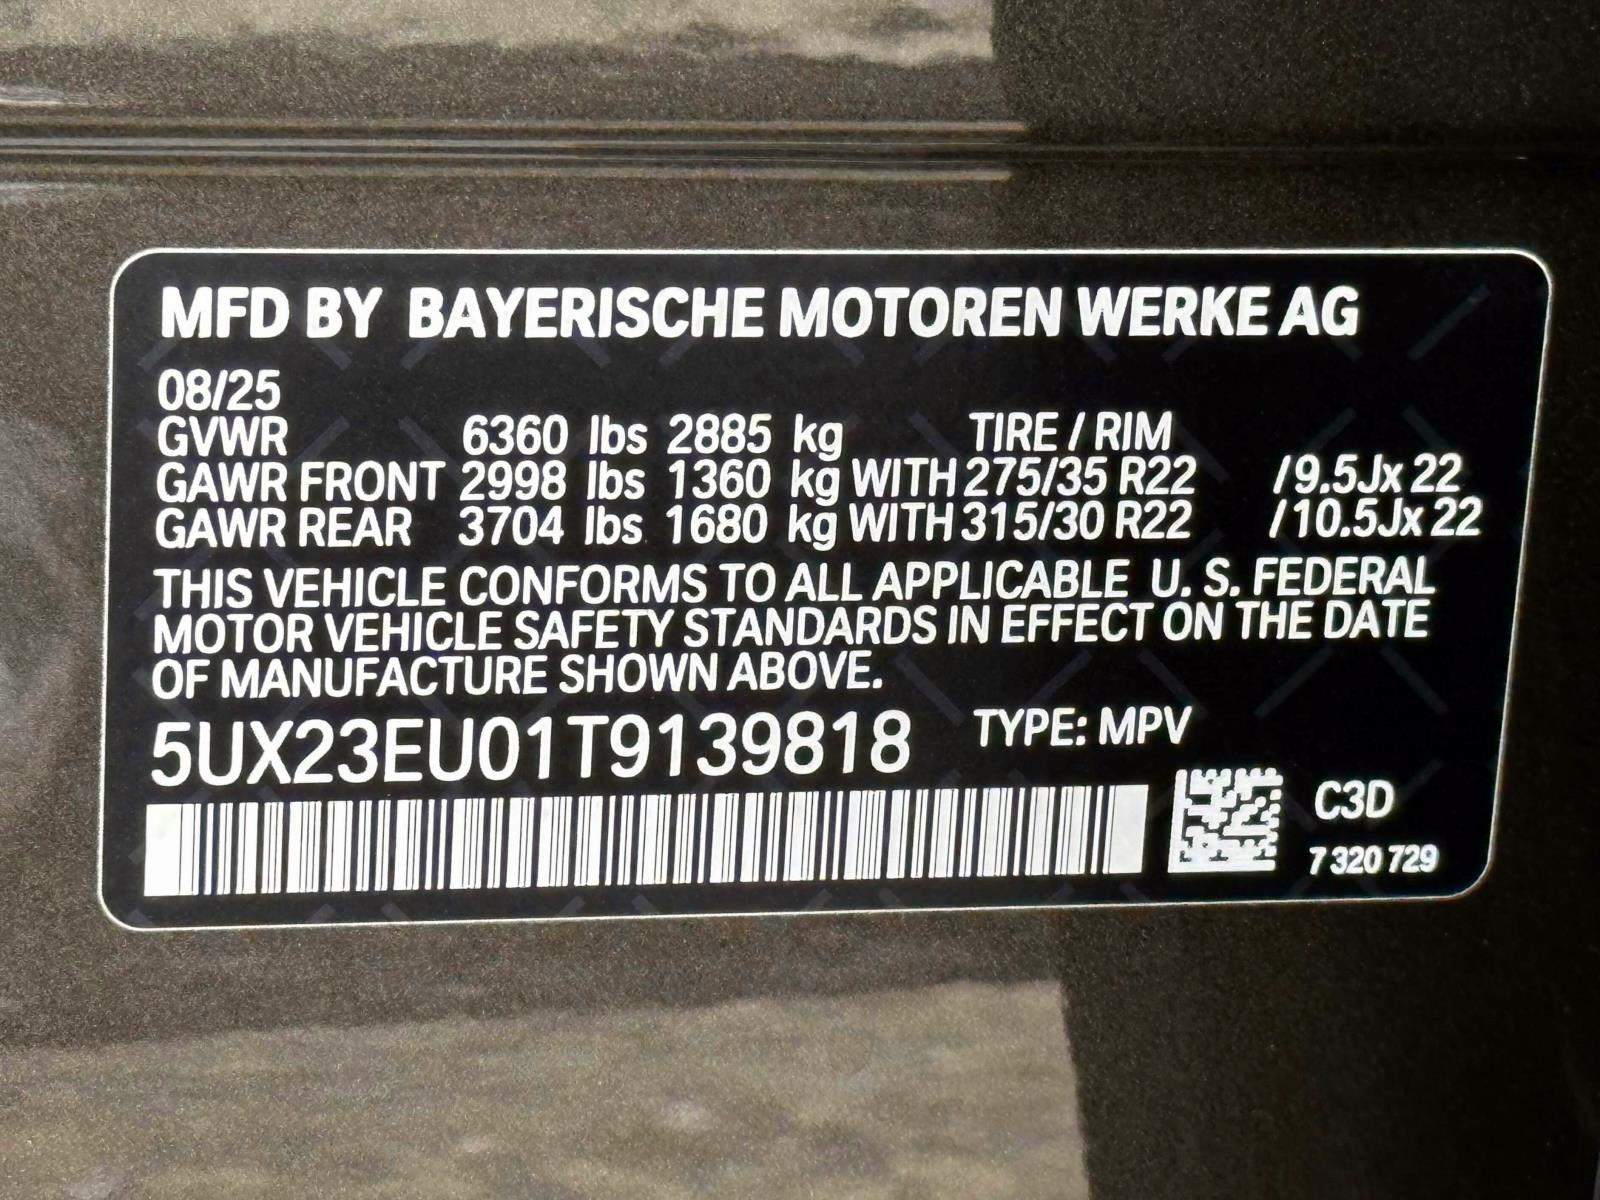 MFD BY BAYERISCHE MOTOREN WERKE AG
08/25
GVWR 6360 lbs 2885 kg TIRE / RIM
GAWR FRONT 2998 lbs 1360 kg WITH 275/35 R22 /9.5Jx 22
GAWR REAR 3704 lbs 1680 kg WITH 315/30 R22 /10.5Jx 22
THIS VEHICLE CONFORMS TO ALL APPLICABLE U. S. FEDERAL
MOTOR VEHICLE SAFETY STANDARDS IN EFFECT ON THE DATE
OF MANUFACTURE SHOWN ABOVE.
5UX23EU01T9139818 TYPE: MPV
C3D
7 320 729